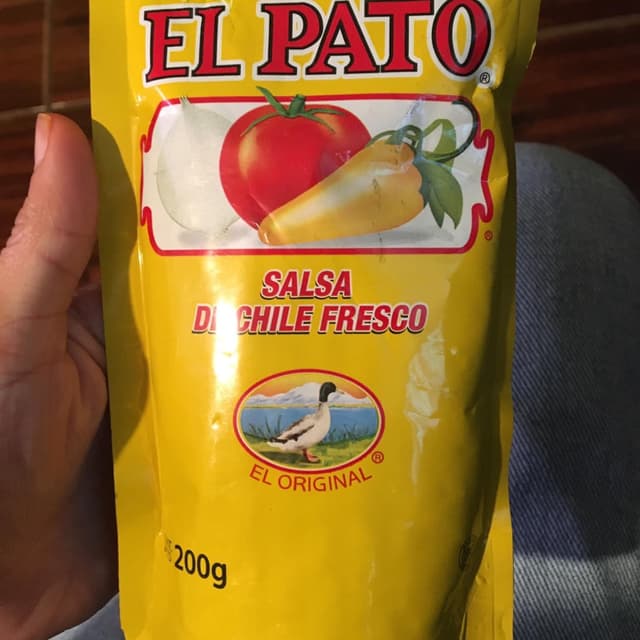 EL PATO®
®
SALSA
DE CHILE FRESCO
EL ORIGINAL®
200g